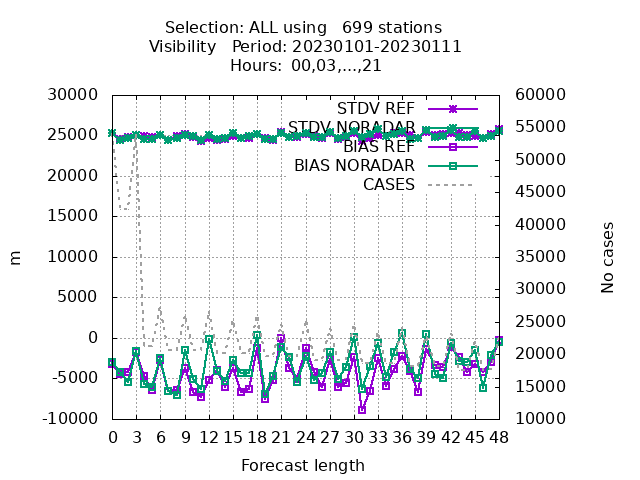 Selection: ALL using   699 stations
Visibility   Period: 20230101-20230111
Hours:  00,03,...,21
30000
25000
20000
15000
10000
5000
0
-5000
-10000
m
STDV REF
STDV NORADAR
BIAS REF
BIAS NORADAR
CASES
60000
55000
50000
45000
40000
35000
30000
25000
20000
15000
10000
No cases
0 3 6 9 12 15 18 21 24 27 30 33 36 39 42 45 48
Forecast length